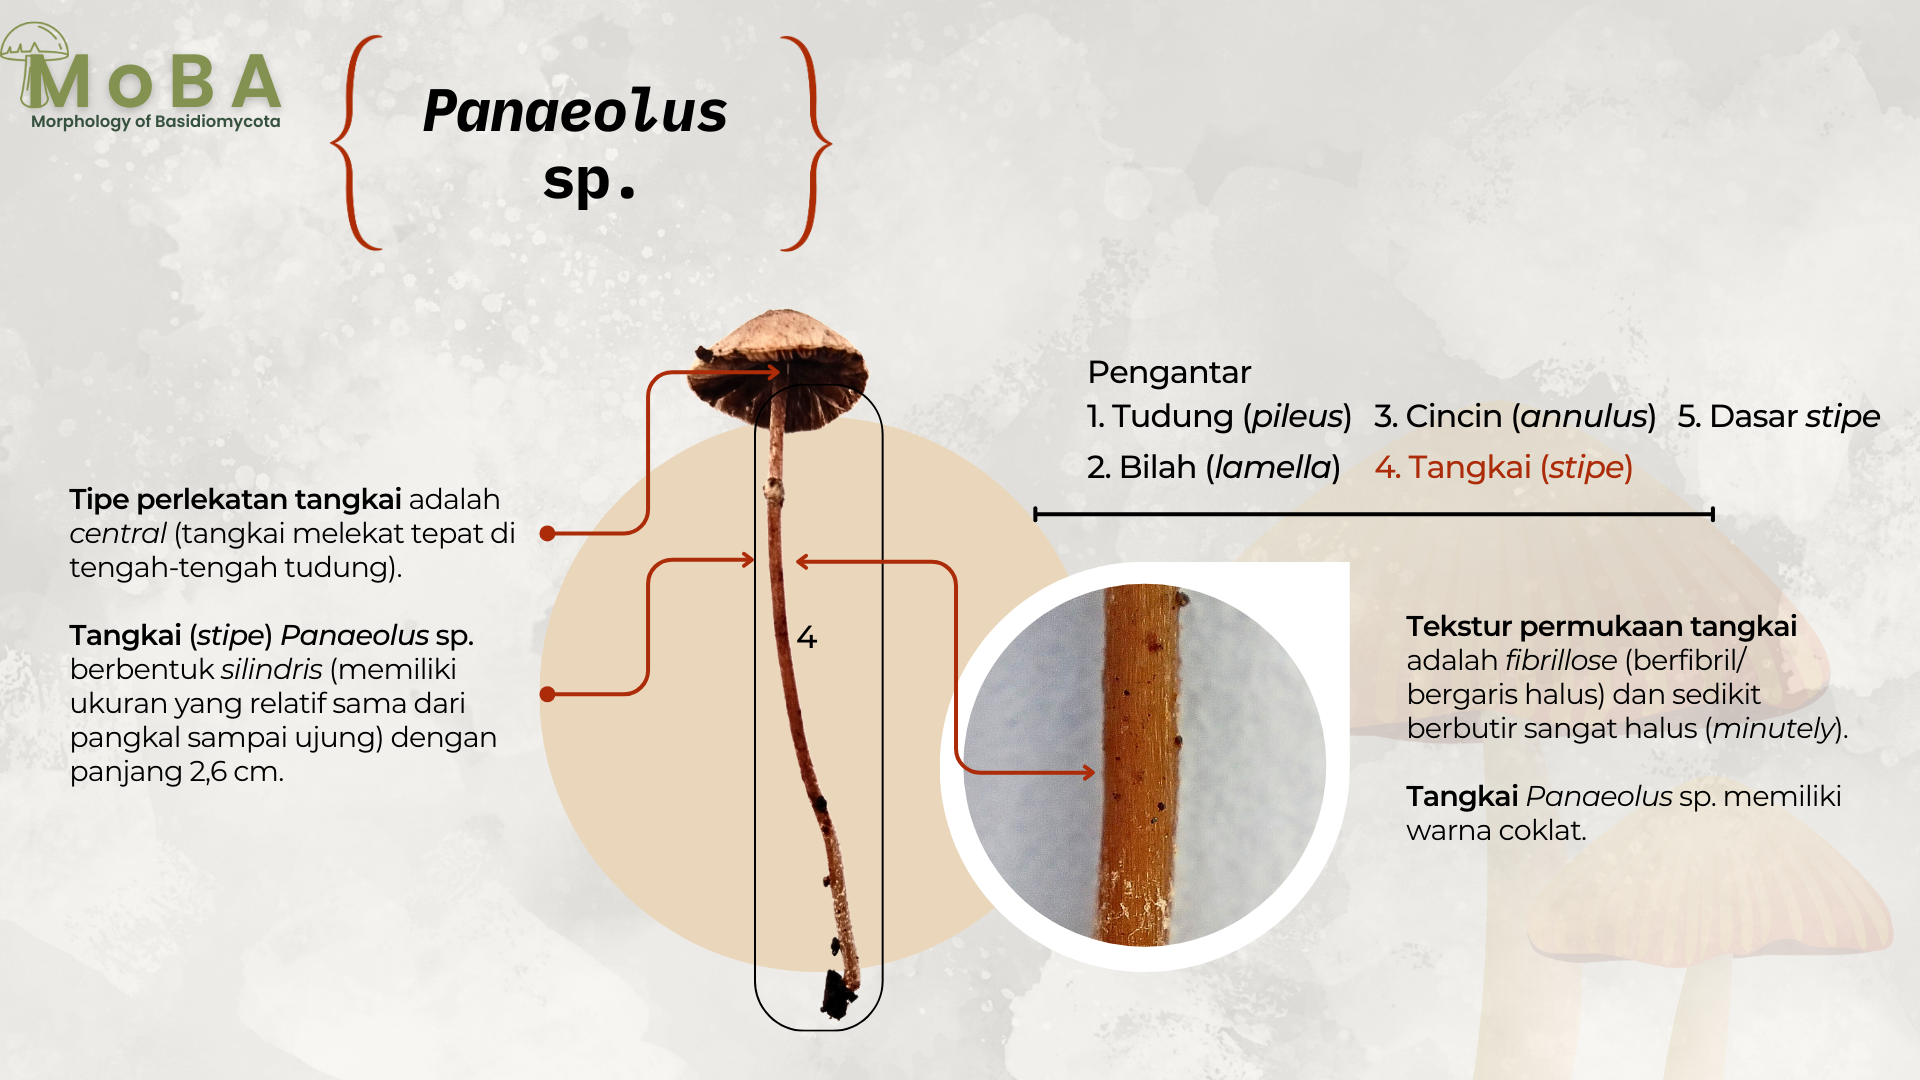 MoBA
Morphology of Basidiomycota
Panaeolus
sp.
Pengantar
1. Tudung (pileus) 3. Cincin (annulus) 5. Dasar stipe
2. Bilah (lamella) 4. Tangkai (stipe)
Tipe perlekatan tangkai adalah
central (tangkai melekat tepat di
tengah-tengah tudung).
Tangkai (stipe) Panaeolus sp.
berbentuk silindris (memiliki
ukuran yang relatif sama dari
pangkal sampai ujung) dengan
panjang 2,6 cm.
4
Tekstur permukaan tangkai
adalah fibrillose (berfibril/
bergaris halus) dan sedikit
berbutir sangat halus (minutely).
Tangkai Panaeolus sp. memiliki
warna coklat.